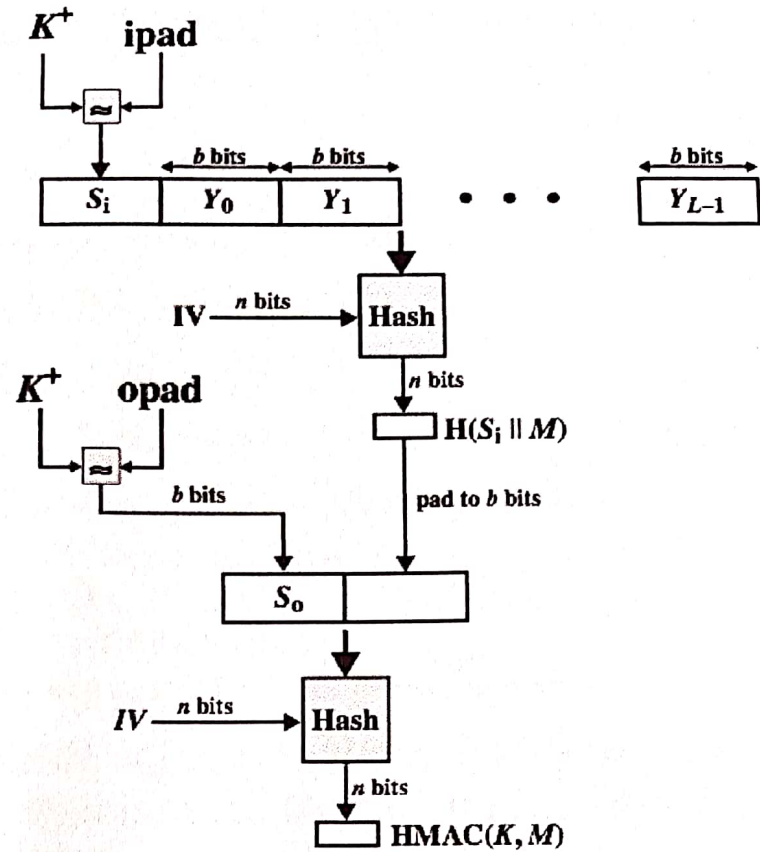 K⁺ ipad
≈
b bits b bits b bits
Sᵢ Y₀ Y₁ • • • Y_{L–1}
IV n bits Hash
n bits
K⁺ opad
H(Sᵢ || M)
≈
b bits pad to b bits
Sₒ
IV n bits Hash
n bits
HMAC(K, M)